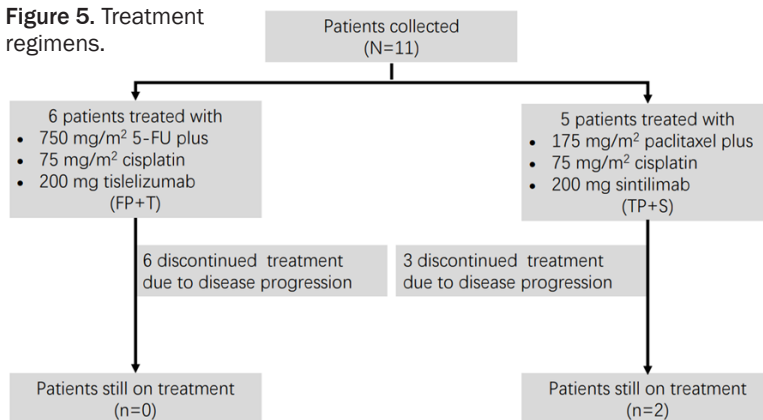 Figure 5. Treatment
regimens.
Patients collected
(N=11)
6 patients treated with
• 750 mg/m² 5-FU plus
• 75 mg/m² cisplatin
• 200 mg tislelizumab
(FP+T)
5 patients treated with
• 175 mg/m² paclitaxel plus
• 75 mg/m² cisplatin
• 200 mg sintilimab
(TP+S)
6 discontinued treatment
due to disease progression
3 discontinued treatment
due to disease progression
Patients still on treatment
(n=0)
Patients still on treatment
(n=2)